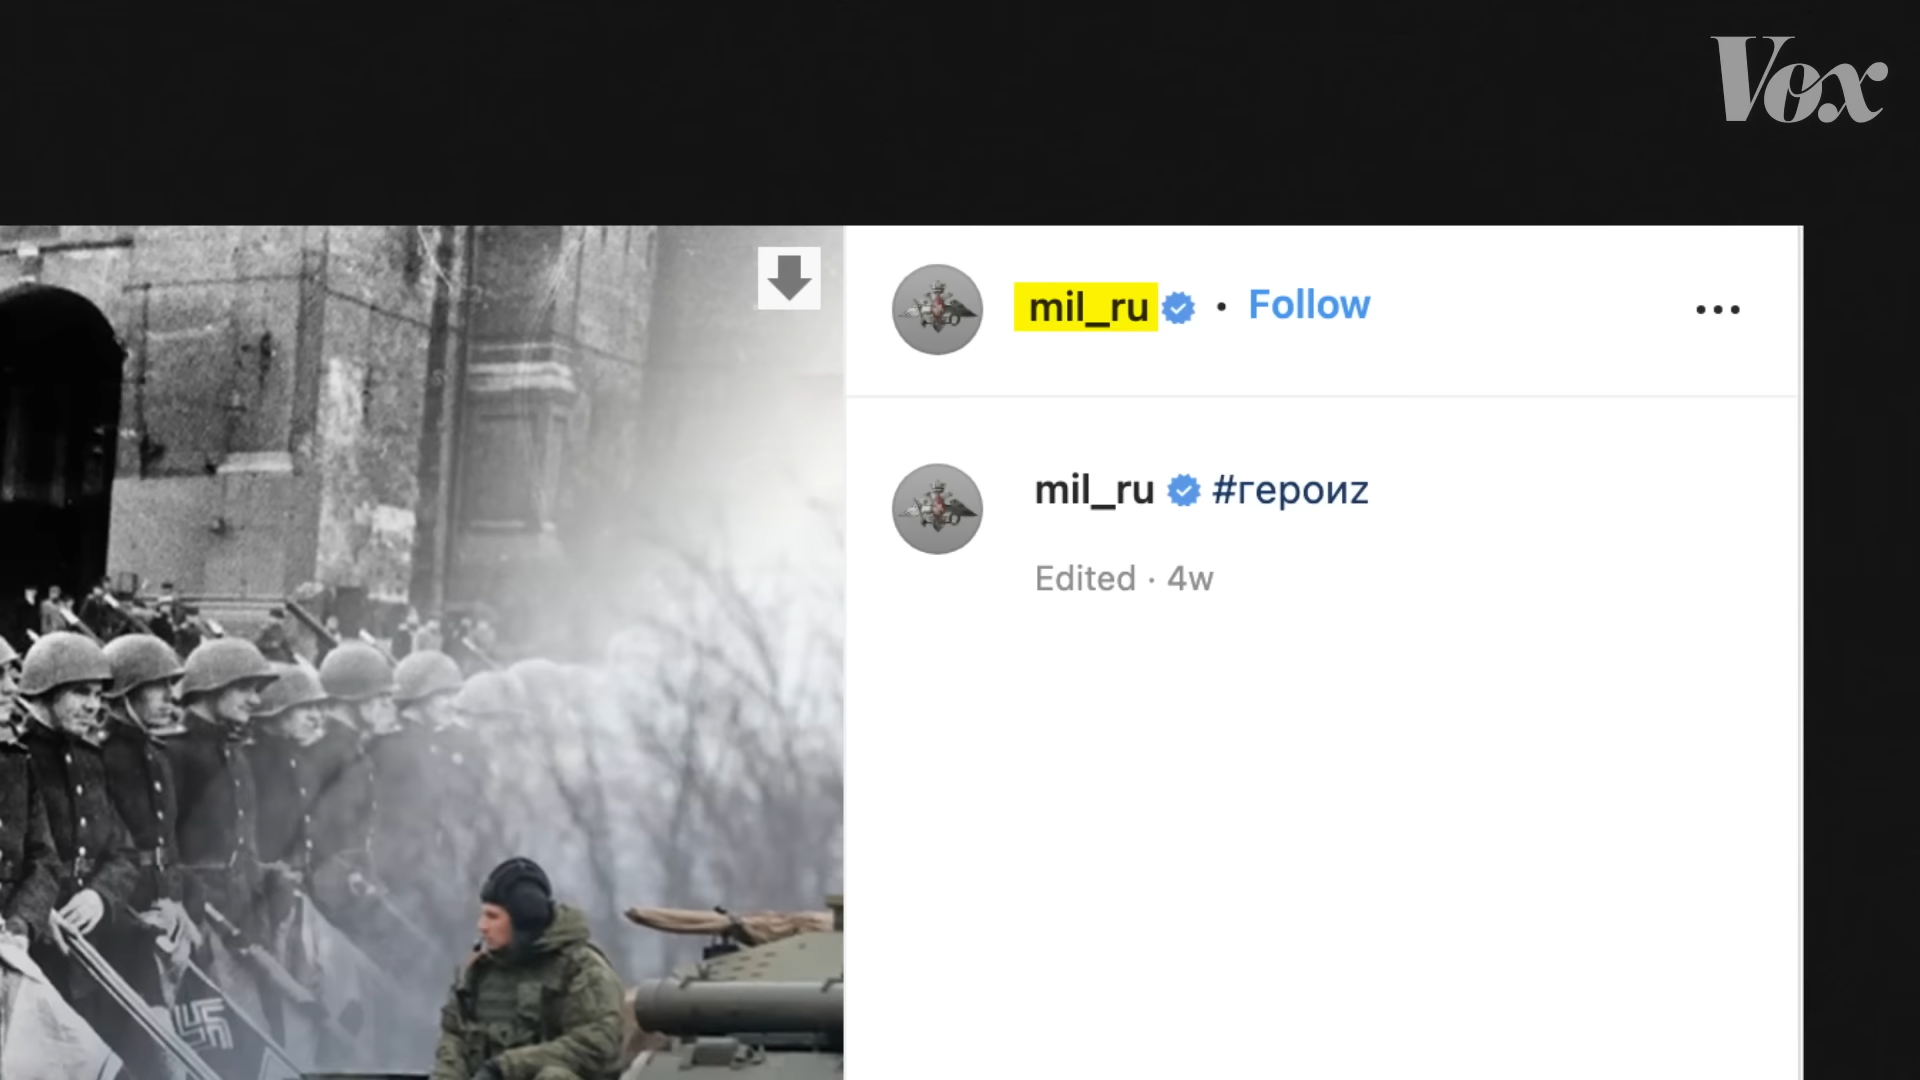 Vox
mil_ru • Follow
mil_ru #героиz
Edited · 4w